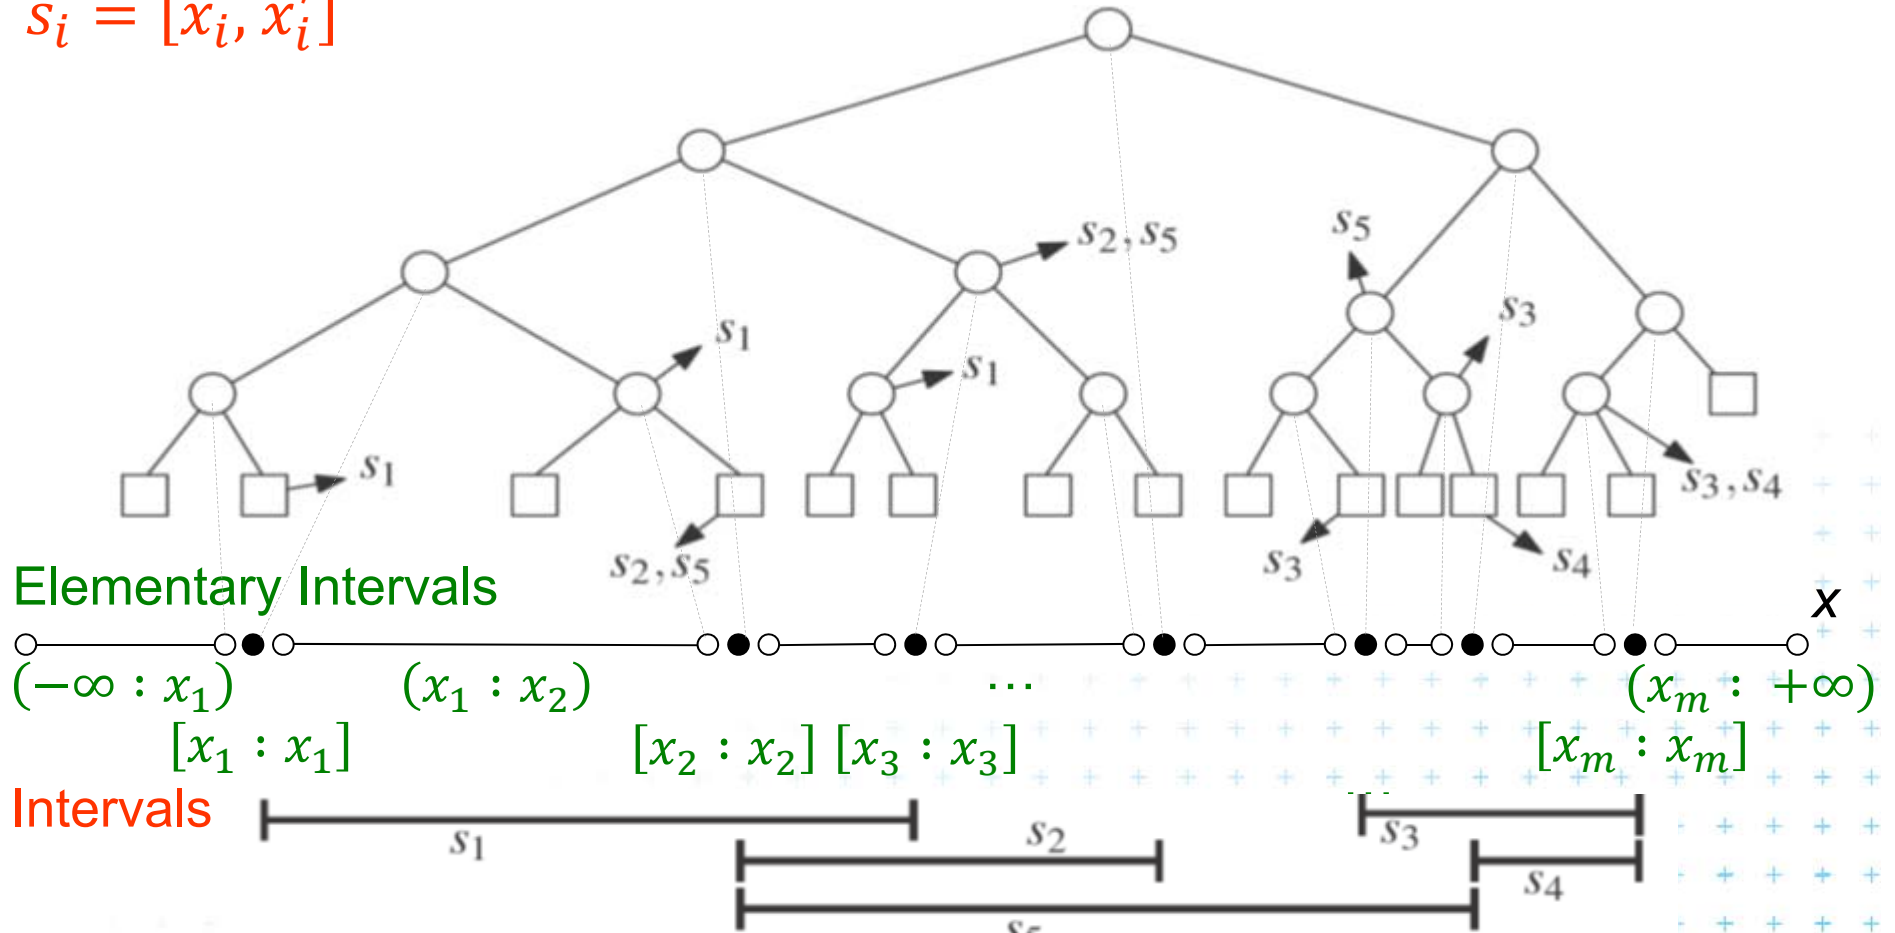 sᵢ = [xᵢ, x′ᵢ]
s₂, s₅
s₅
s₃
s₁
s₁
s₁
s₃, s₄
s₂, s₅
s₃
s₄
Elementary Intervals
x
(−∞ : x₁)
(x₁ : x₂)
...
(xₘ : +∞)
[x₁ : x₁]
[x₂ : x₂]
[x₃ : x₃]
[xₘ : xₘ]
...
Intervals
s₁
s₂
s₃
s₄
s₅